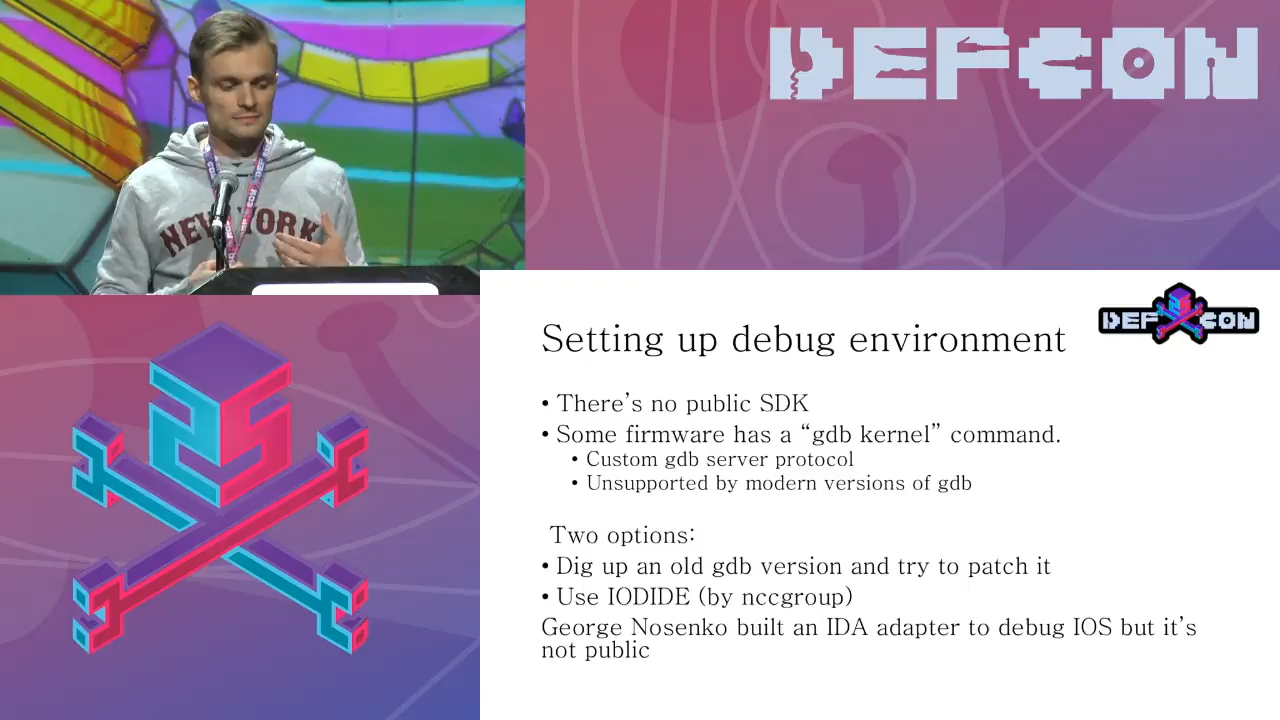 DEFCON
NEW YORK
DEF CON
Setting up debug environment
• There's no public SDK
• Some firmware has a “gdb kernel” command.
• Custom gdb server protocol
• Unsupported by modern versions of gdb
Two options:
• Dig up an old gdb version and try to patch it
• Use IODIDE (by nccgroup)
George Nosenko built an IDA adapter to debug IOS but it's
not public